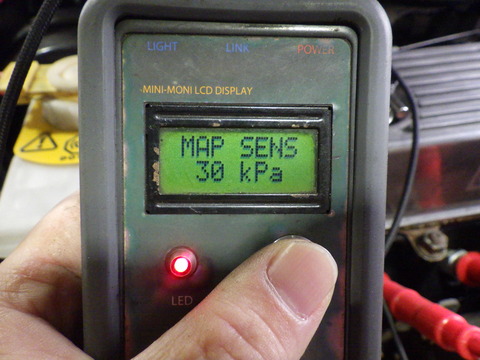 LIGHT LINK POWER
MINI-MONI LCD DISPLAY
MAP SENS
30 kPa
LED